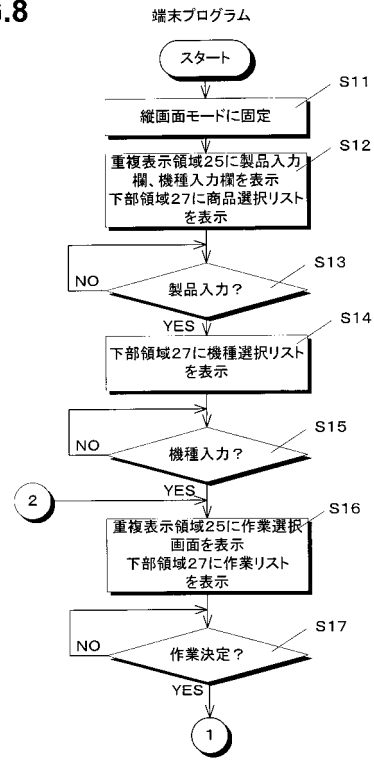 .8
端末プログラム
スタート
S11
縦画面モードに固定
S12
重複表示領域25に製品入力
欄、機種入力欄を表示
下部領域27に商品選択リスト
を表示
S13
製品入力?
NO
YES
S14
下部領域27に機種選択リスト
を表示
S15
機種入力?
NO
YES
2
S16
重複表示領域25に作業選択
画面を表示
下部領域27に作業リスト
を表示
S17
作業決定?
NO
YES
1